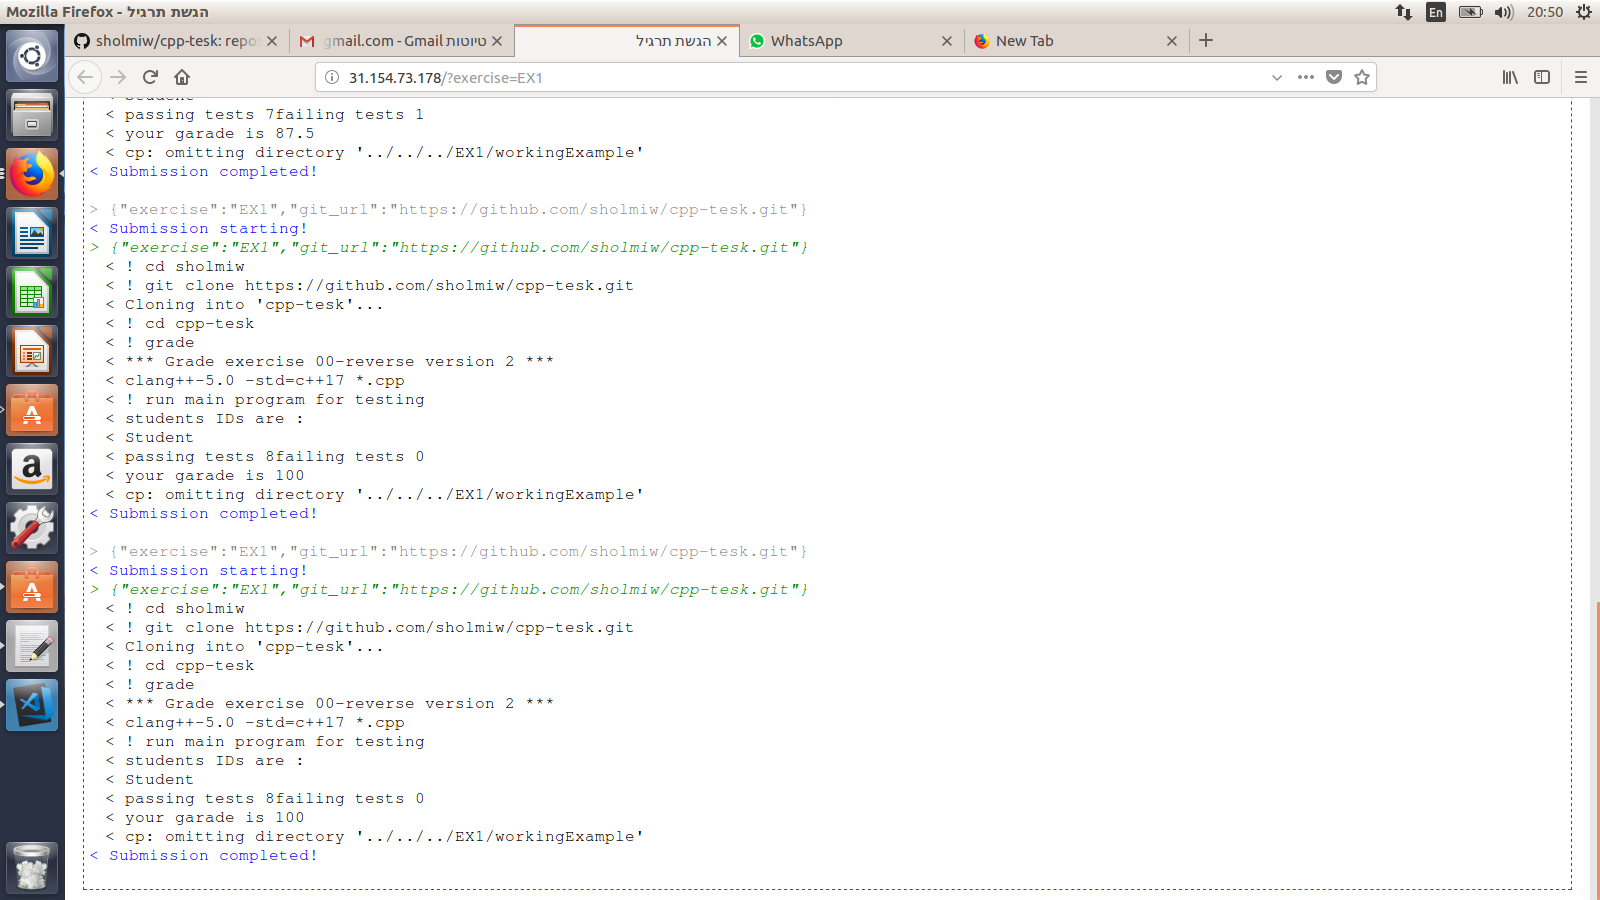 Mozilla Firefox - הגשת תרגיל
En
20:50
sholmiw/cpp-tesk: repo
gmail.com - Gmail טיוטות
הגשת תרגיל
WhatsApp
New Tab
31.154.73.178/?exercise=EX1
< Student
< passing tests 7failing tests 1
< your garade is 87.5
< cp: omitting directory '../../../EX1/workingExample'
< Submission completed!
> {"exercise":"EX1","git_url":"https://github.com/sholmiw/cpp-tesk.git"}
< Submission starting!
> {"exercise":"EX1","git_url":"https://github.com/sholmiw/cpp-tesk.git"}
< ! cd sholmiw
< ! git clone https://github.com/sholmiw/cpp-tesk.git
< Cloning into 'cpp-tesk'...
< ! cd cpp-tesk
< ! grade
< *** Grade exercise 00-reverse version 2 ***
< clang++-5.0 -std=c++17 *.cpp
< ! run main program for testing
< students IDs are :
< Student
< passing tests 8failing tests 0
< your garade is 100
< cp: omitting directory '../../../EX1/workingExample'
< Submission completed!
> {"exercise":"EX1","git_url":"https://github.com/sholmiw/cpp-tesk.git"}
< Submission starting!
> {"exercise":"EX1","git_url":"https://github.com/sholmiw/cpp-tesk.git"}
< ! cd sholmiw
< ! git clone https://github.com/sholmiw/cpp-tesk.git
< Cloning into 'cpp-tesk'...
< ! cd cpp-tesk
< ! grade
< *** Grade exercise 00-reverse version 2 ***
< clang++-5.0 -std=c++17 *.cpp
< ! run main program for testing
< students IDs are :
< Student
< passing tests 8failing tests 0
< your garade is 100
< cp: omitting directory '../../../EX1/workingExample'
< Submission completed!